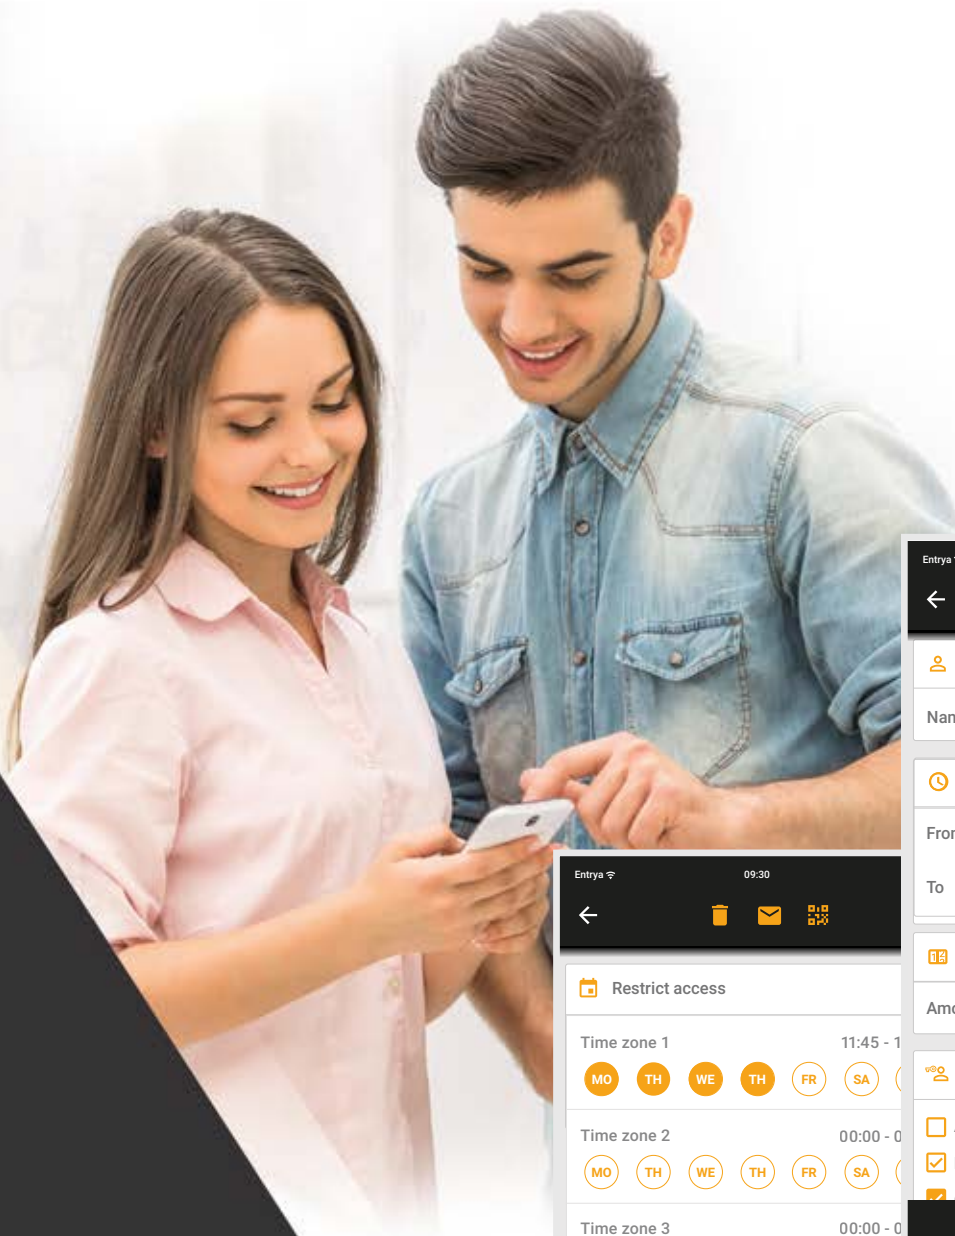 Entrya
09:30
Restrict access
Time zone 1 11:45 - 1
MO TH WE TH FR SA
Time zone 2 00:00 - 0
MO TH WE TH FR SA
Time zone 3 00:00 - 0
Entrya
Nam
From
To
Amo